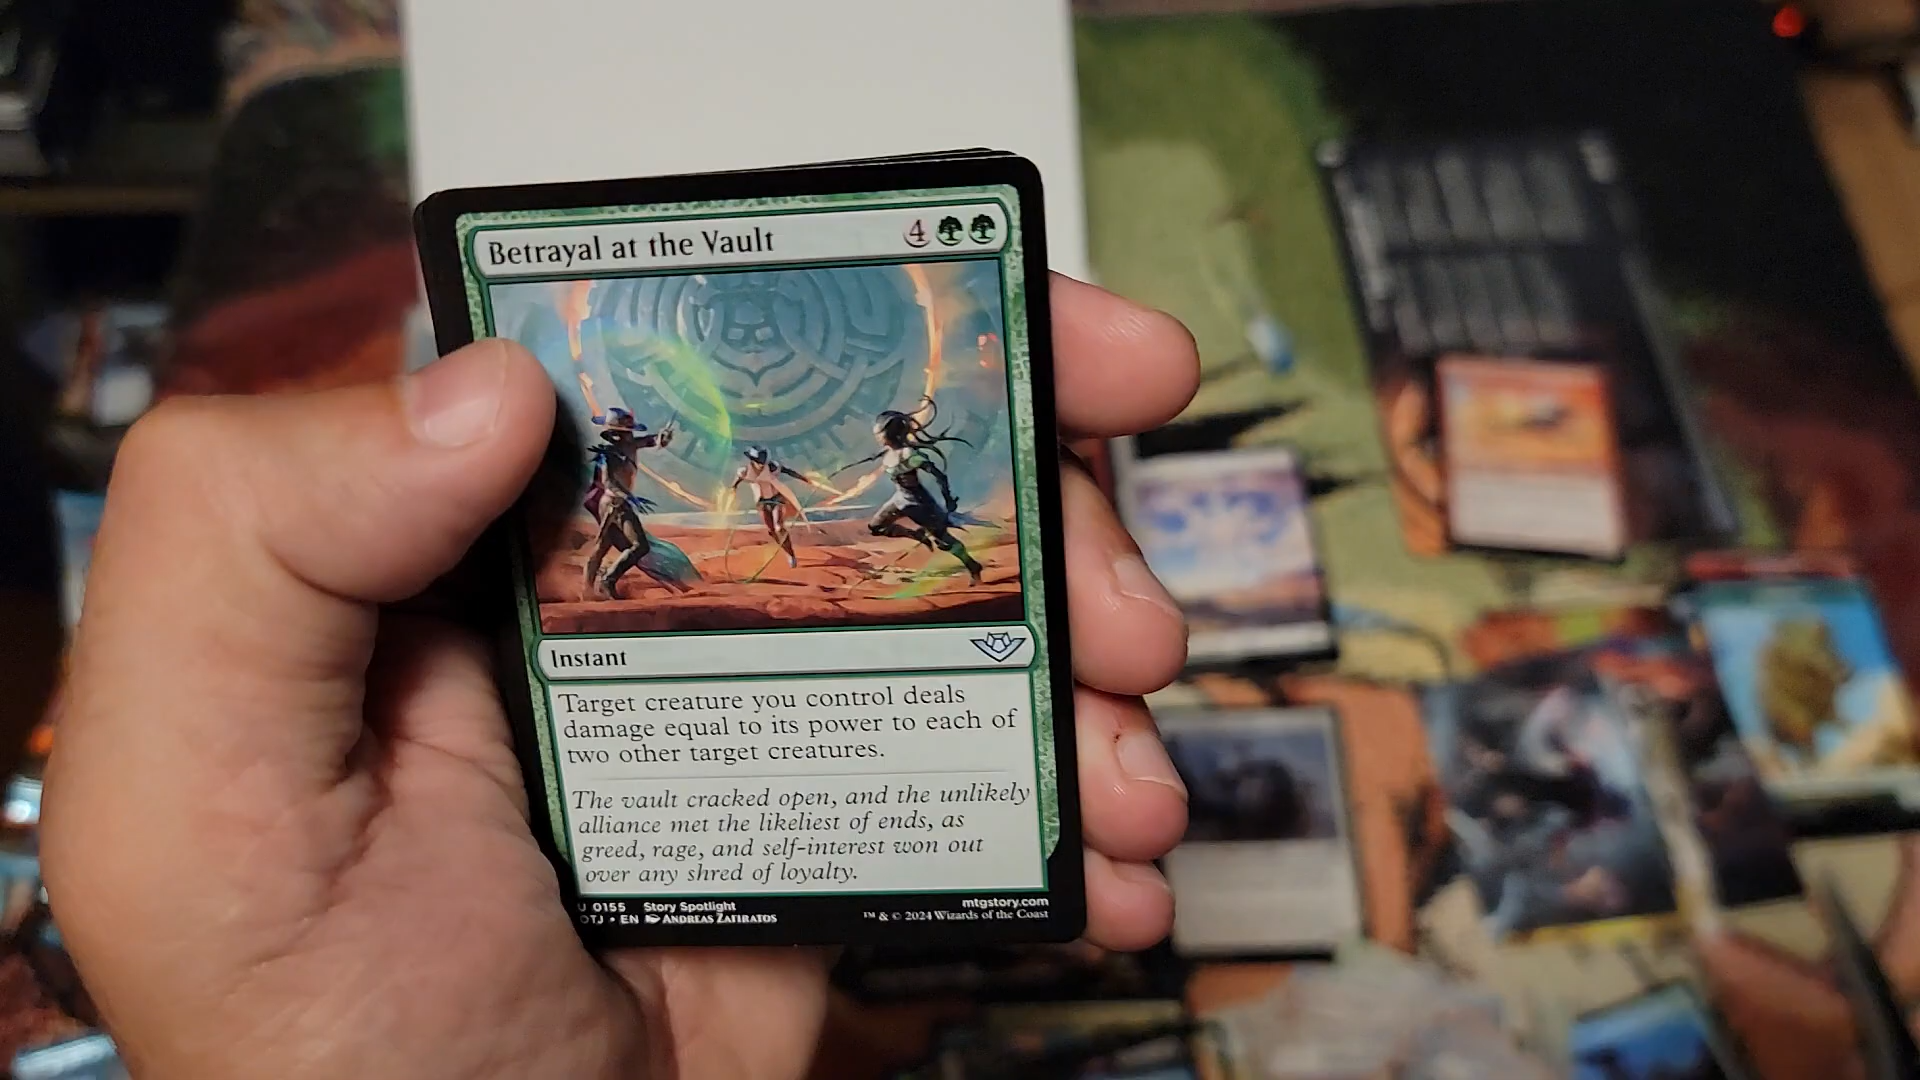 Betrayal at the Vault 4
Instant
Target creature you control deals
damage equal to its power to each of
two other target creatures.
The vault cracked open, and the unlikely
alliance met the likeliest of ends, as
greed, rage, and self-interest won out
over any shred of loyalty.
U 0155 Story Spotlight mtgstory.com
OTJ • EN ANDREAS ZAFIRATOS ™ & © 2024 Wizards of the Coast